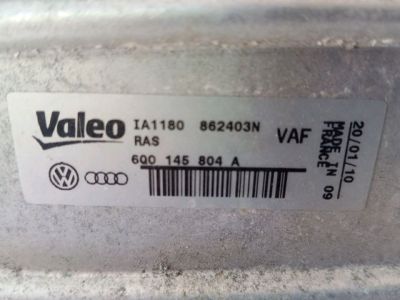 Valeo IA1180 862403N
RAS
VAF
6Q0 145 804 A
20/01/10
MADE IN 09
FRANCE